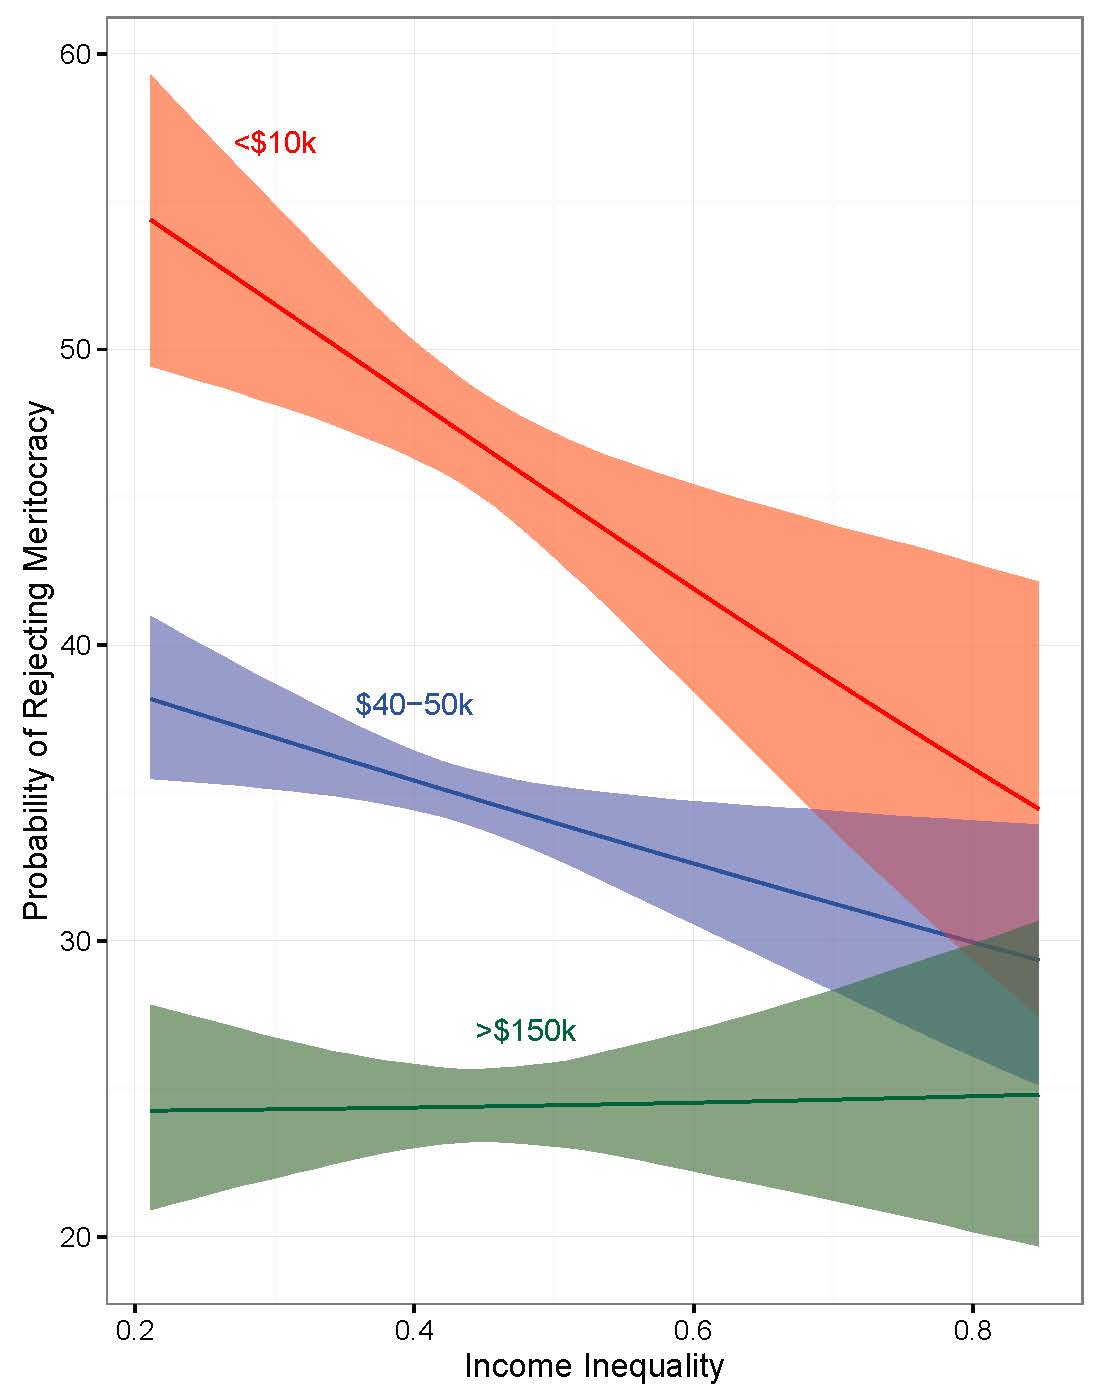 60
<$10k
50
Probability of Rejecting Meritocracy
40
$40−50k
30
>$150k
20
0.2 0.4 0.6 0.8
Income Inequality